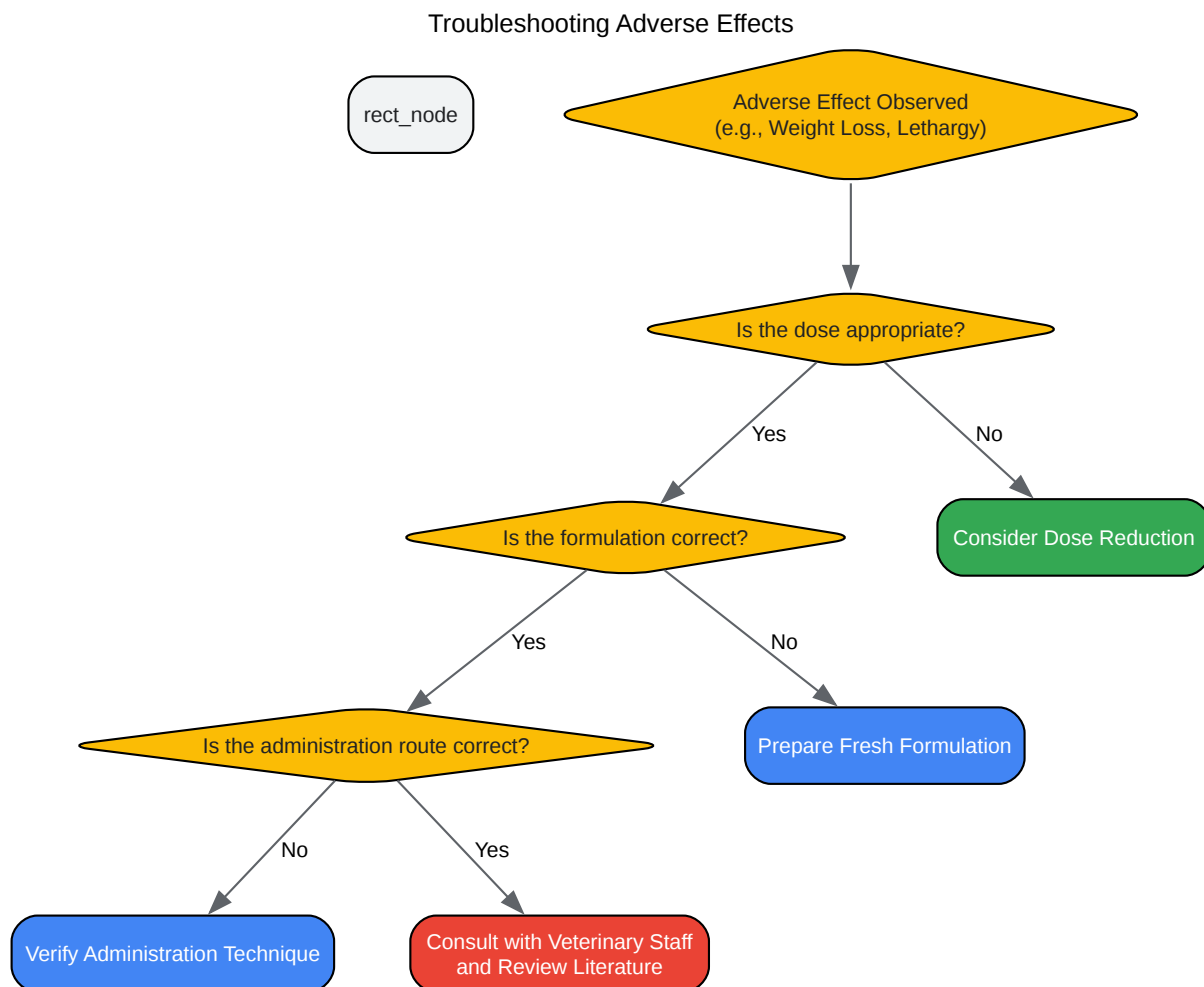 Troubleshooting Adverse Effects
rect_node
Adverse Effect Observed
(e.g., Weight Loss, Lethargy)
Is the dose appropriate?
Yes
No
Is the formulation correct?
Consider Dose Reduction
Yes
No
Is the administration route correct?
Prepare Fresh Formulation
No
Yes
Verify Administration Technique
Consult with Veterinary Staff
and Review Literature